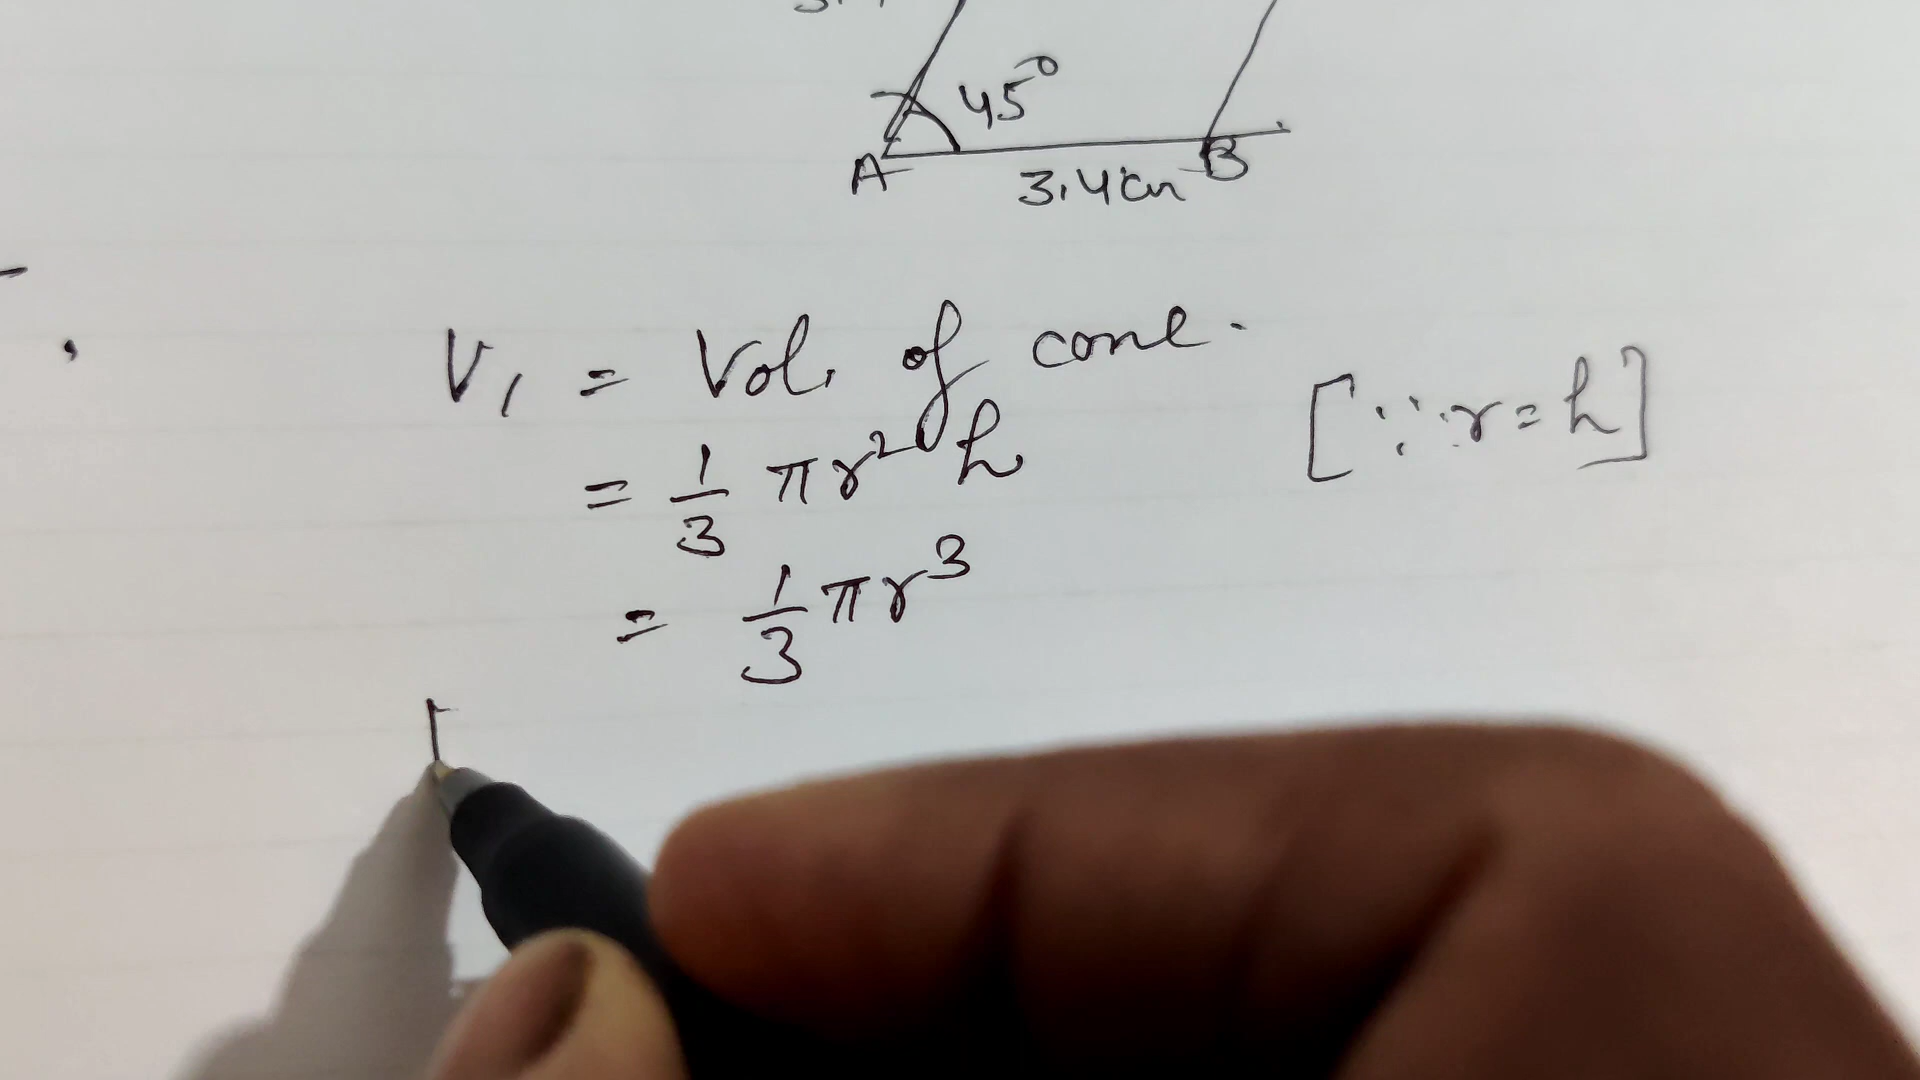 45°
A B
3.4cm
V₁ = Vol. of cone.
[∵ r = h]
= 1/3 πr²h
= 1/3 πr³